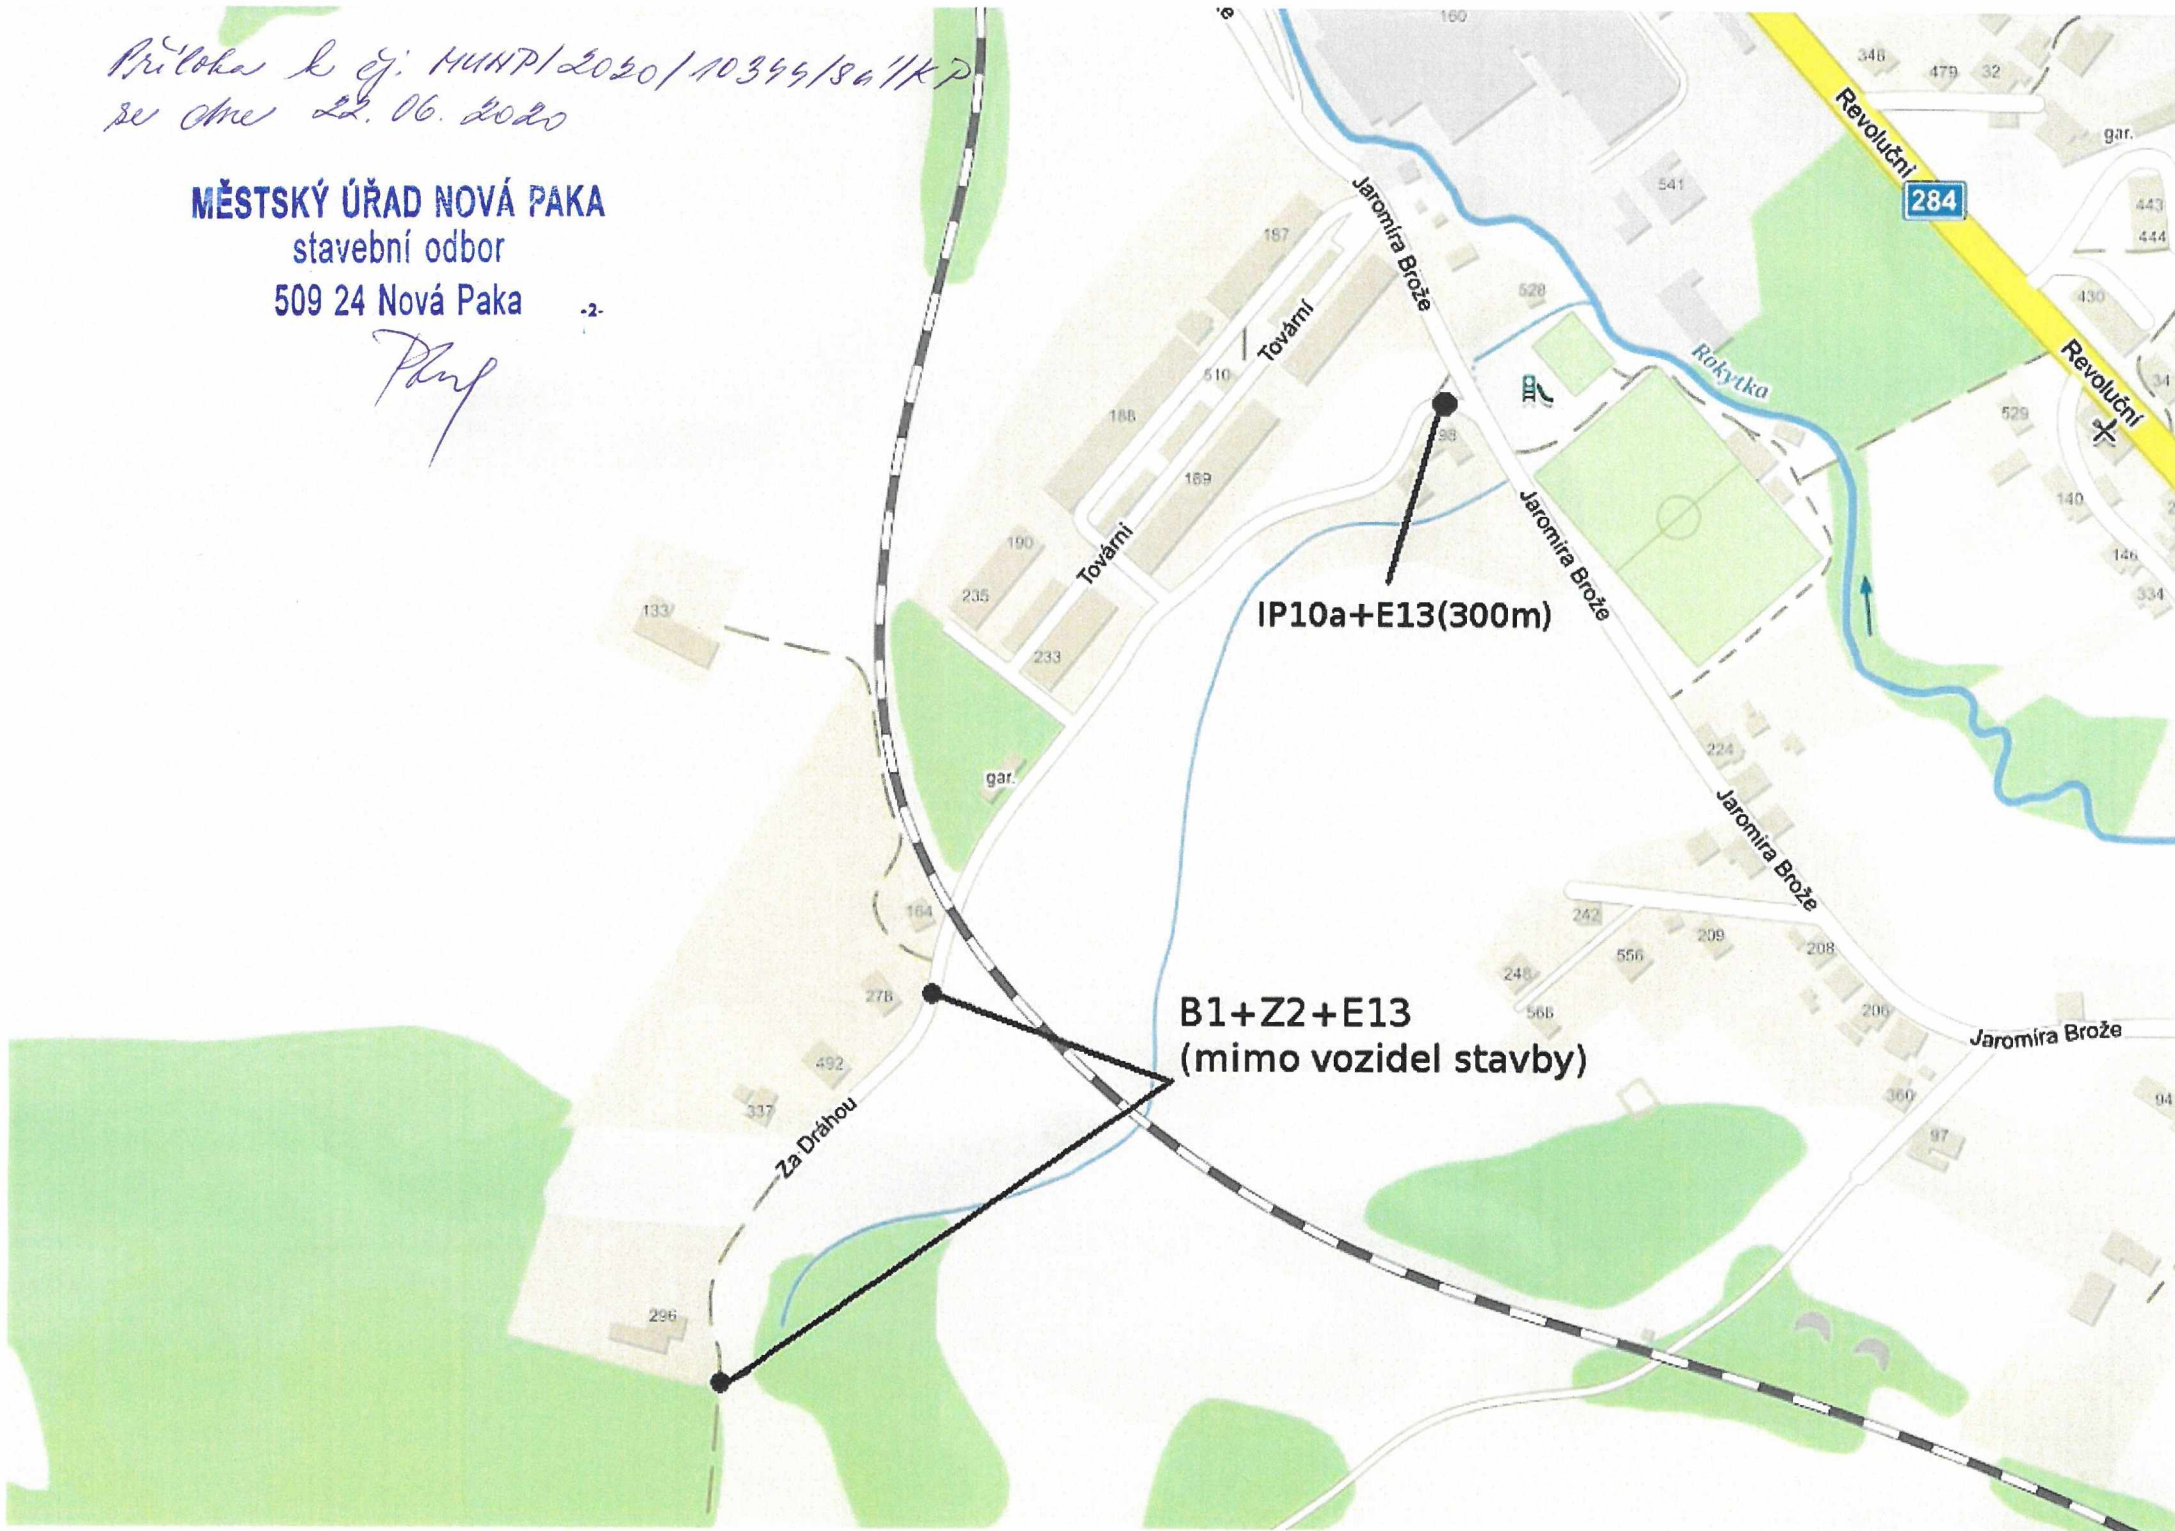 Příloha k čj. MUNP/2020/10344/Sá/KP
ze dne 22. 06. 2020
MĚSTSKÝ ÚŘAD NOVÁ PAKA
stavební odbor
509 24 Nová Paka -2-
160
348
479
32
Revoluční
gar.
284
541
443
444
Jaromíra Brože
187
528
430
Tovární
Rokytka
Revoluční
34
510
188
98
529
169
140
Jaromíra Brože
190
Tovární
146
235
334
133
IP10a+E13(300m)
233
224
gar.
Jaromíra Brože
164
242
209
208
556
248
278
566
206
B1+Z2+E13
(mimo vozidel stavby)
Jaromíra Brože
492
337
360
94
Za Dráhou
97
296